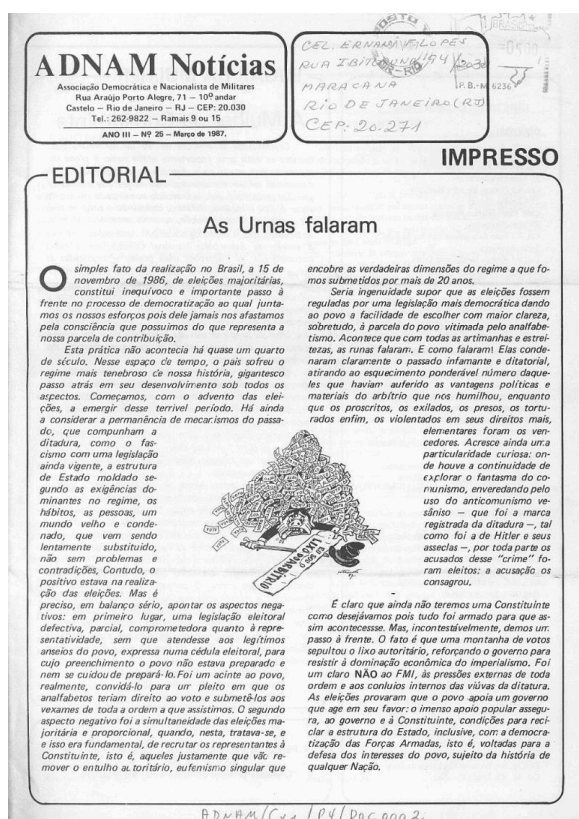 ADNAM Notícias
Associação Democrática e Nacionalista de Militares
Rua Araújo Porto Alegre, 71 — 10º andar
Castelo — Rio de Janeiro — RJ — CEP: 20.030
Tel.: 262-9822 — Ramais 9 ou 15
ANO III — Nº 25 — Março de 1987.
CEL. ERNANI F. LOPES
RUA IBITURUNA
MARACANA
RIO DE JANEIRO (RJ)
CEP: 20.271
P.B.-M 6236
IMPRESSO
EDITORIAL
As Urnas falaram
O simples fato da realização no Brasil, a 15 de
novembro de 1986, de eleições majoritárias,
constitui inequívoco e importante passo à
frente no processo de democratização ao qual junta-
mos os nossos esforços pois dele jamais nos afastamos
pela consciência que possuimos do que representa a
nossa parcela de contribuição.
Esta prática não acontecia há quase um quarto
de século. Nesse espaço de tempo, o país sofreu o
regime mais tenebroso de nossa história, gigantesco
passo atrás em seu desenvolvimento sob todos os
aspectos. Começamos, com o advento das elei-
ções, a emergir desse terrivel período. Há ainda
a considerar a permanência de mecarismos do passa-
do, que compunham a
ditadura, como o fas-
cismo com uma legislação
ainda vigente, a estrutura
de Estado moldado se-
gundo as exigências do-
minantes no regime, os
hábitos, as pessoas, um
mundo velho e conde-
nado, que vem sendo
lentamente substituído,
não sem problemas e
contradições, Contudo, o
positivo estava na realiza-
ção das eleições. Mas é
preciso, em balanço sério, apontar os aspectos nega-
tivos: em primeiro lugar, uma legislação eleitoral
defectiva, parcial, comprometedora quanto à repre-
sentatividade, sem que atendesse aos legítimos
anseios do povo, expressa numa cédula eleitoral, para
cujo preenchimento o povo não estava preparado e
nem se cuidou de prepará-lo. Foi um acinte ao povo,
realmente, convidá-lo para um pleito em que os
analfabetos teriam direito ao voto e submetê-los aos
vexames de toda a ordem a que assistimos. O segundo
aspecto negativo foi a simultaneidade das eleições ma-
joritária e proporcional, quando, nesta, tratava-se, e
e isso era fundamental, de recrutar os representantes à
Constituinte, isto é, aqueles justamente que vão re-
mover o entulho autoritário, eufemismo singular que
encobre as verdadeiras dimensões do regime a que fo-
mos submetidos por mais de 20 anos.
Seria ingenuidade supor que as eleições fossem
reguladas por uma legislação mais democrática dando
ao povo a facilidade de escolher com maior clareza,
sobretudo, à parcela do povo vitimada pelo analfabe-
tismo. Acontece que com todas as artimanhas e estrei-
tezas, as runas falaram. E como falaram! Elas conde-
naram claramente o passado infamante e ditatorial,
atirando ao esquecimento ponderável número daque-
les que haviam auferido as vantagens políticas e
materiais do arbítrio que nos humilhou, enquanto
que os proscritos, os exilados, os presos, os tortu-
rados enfim, os violentados em seus direitos mais,
elementares foram os ven-
cedores. Acresce ainda uma
particularidade curiosa: on-
de houve a continuidade de
explorar o fantasma do co-
munismo, enveredando pelo
uso do anticomunismo ve-
sâniso — que foi a marca
registrada da ditadura —, tal
como foi a de Hitler e seus
asseclas —, por toda parte os
acusados desse "crime" fo-
ram eleitos: a acusação os
consagrou.
LIXO AUTORITÁRIO
É claro que ainda não teremos uma Constituinte
como desejávamos pois tudo foi armado para que as-
sim acontecesse. Mas, incontestávelmente, demos um
passo à frente. O fato é que uma montanha de votos
sepultou o lixo autoritário, reforçando o governo para
resistir à dominação econômica do imperialismo. Foi
um claro NÃO ao FMI, às pressões externas de toda
ordem e aos conluios internos das viúvas da ditatura.
As eleições provaram que o povo apoia um governo
que age em seu favor: o imenso apoio popular assegu-
ra, ao governo e à Constituinte, condições para reci-
clar a estrutura do Estado, inclusive, com a democra-
tização das Forças Armadas, isto é, voltadas para a
defesa dos interesses do povo, sujeito da história de
qualquer Nação.